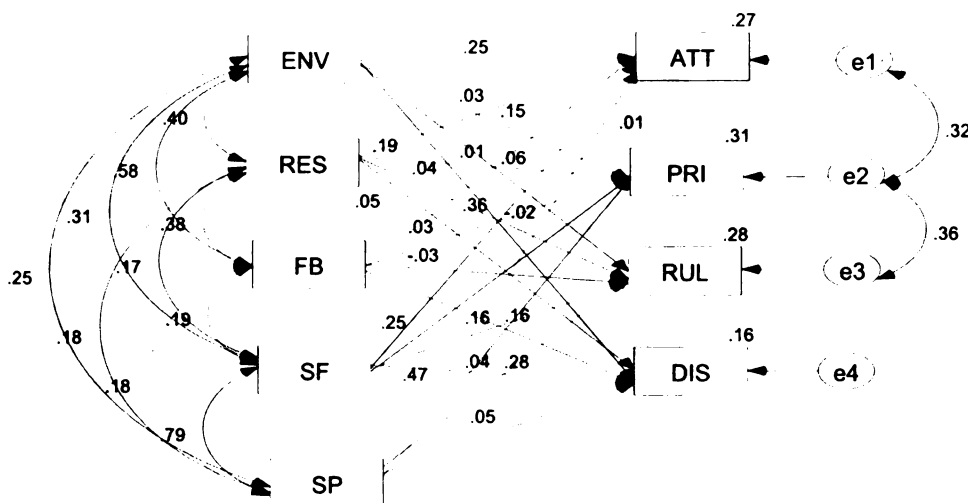 .27
ENV .25 ATT e1
.03 .15
.40 .01 .31 .32
.19 .01 .06
RES .04 PRI e2
.58
.05 .36 -.02
.31 .38 .03 .28 .36
.25 .17 FB -.03 RUL e3
.19 .25 .16 .16 .16
.18 SF DIS e4
.18 .47 .04 .28
.05
.79
SP